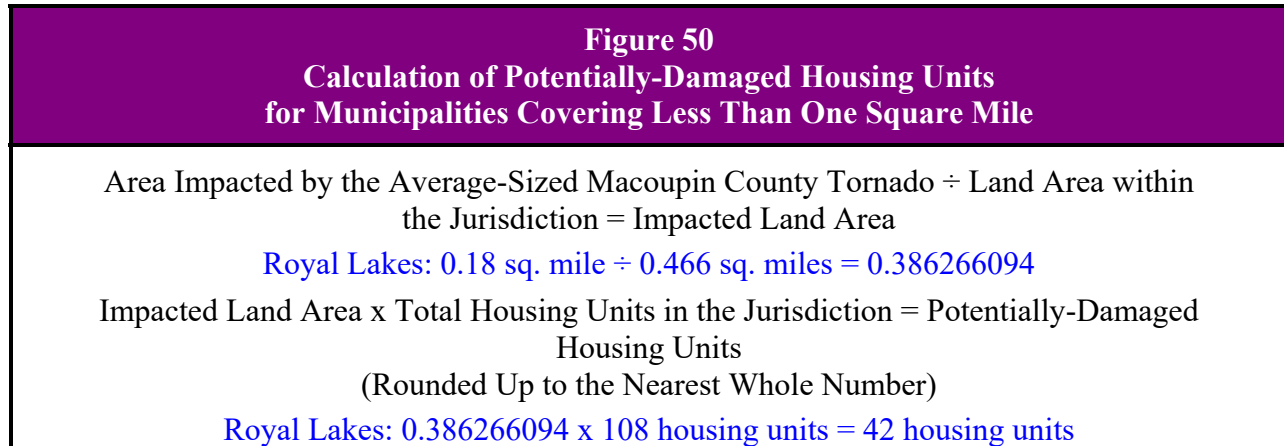 Figure 50
Calculation of Potentially-Damaged Housing Units
for Municipalities Covering Less Than One Square Mile
Area Impacted by the Average-Sized Macoupin County Tornado ÷ Land Area within
the Jurisdiction = Impacted Land Area
Royal Lakes: 0.18 sq. mile ÷ 0.466 sq. miles = 0.386266094
Impacted Land Area x Total Housing Units in the Jurisdiction = Potentially-Damaged
Housing Units
(Rounded Up to the Nearest Whole Number)
Royal Lakes: 0.386266094 x 108 housing units = 42 housing units